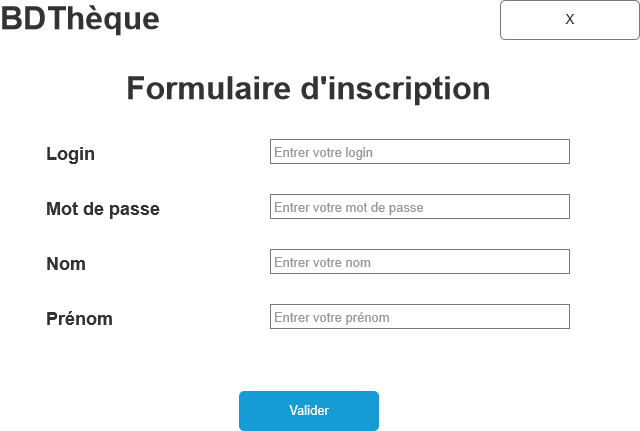 BDThèque
X
Formulaire d'inscription
Login
Entrer votre login
Mot de passe
Entrer votre mot de passe
Nom
Entrer votre nom
Prénom
Entrer votre prénom
Valider